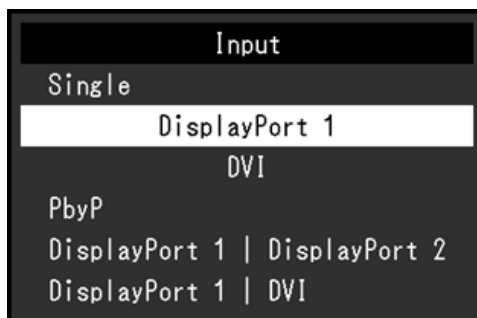 Input
Single
DisplayPort 1
DVI
PbyP
DisplayPort 1 | DisplayPort 2
DisplayPort 1 | DVI